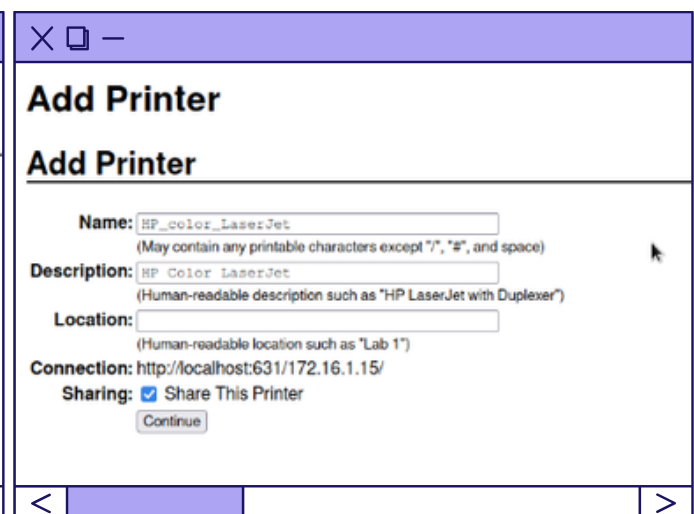 Add Printer
Add Printer
Name: HP_color_LaserJet
(May contain any printable characters except "/", "#", and space)
Description: HP Color LaserJet
(Human-readable description such as "HP LaserJet with Duplexer")
Location:
(Human-readable location such as "Lab 1")
Connection: http://localhost:631/172.16.1.15/
Sharing: Share This Printer
Continue